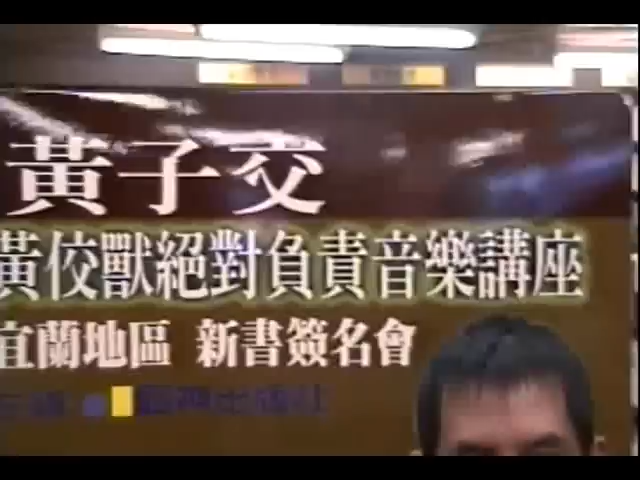 黃子交
黃佼獸絕對負責音樂講座
宜蘭地區 新書簽名會